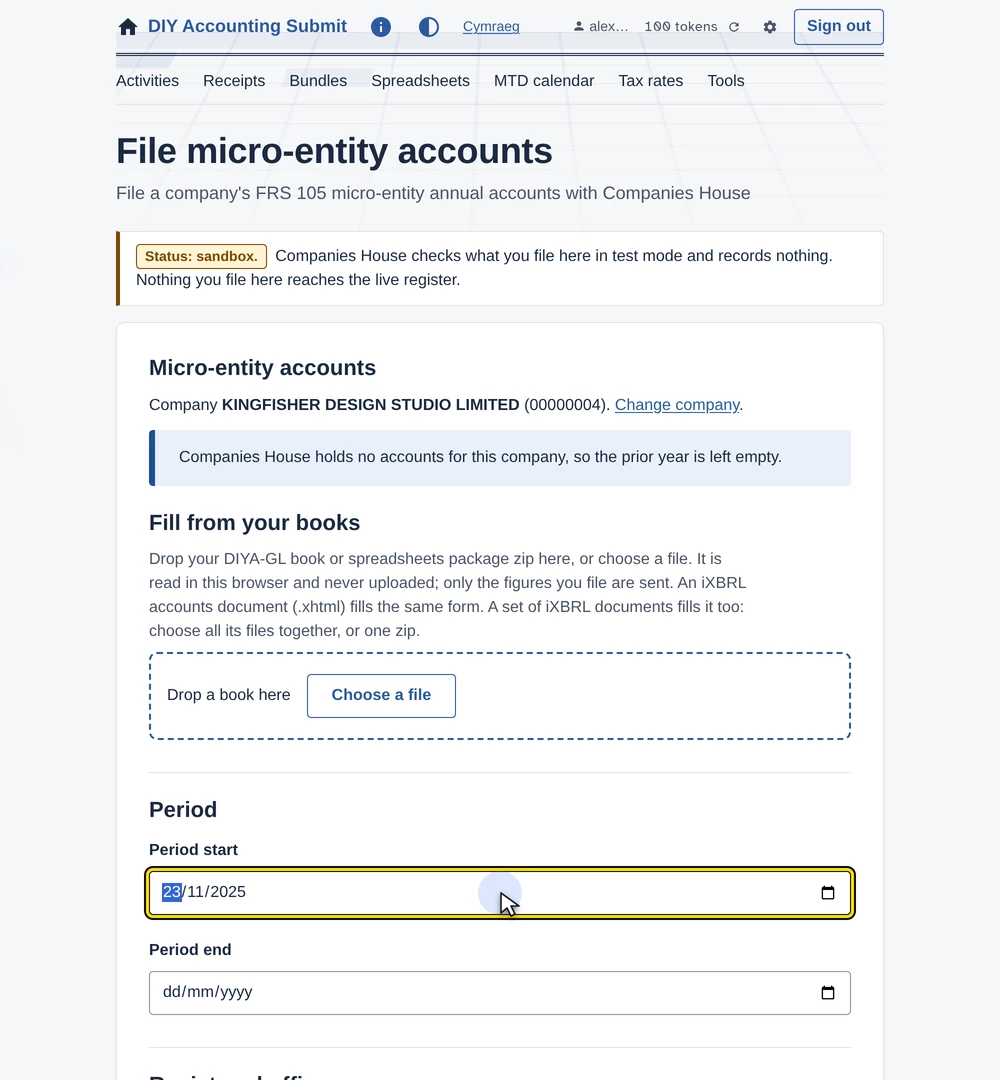 DIY Accounting Submit
Cymraeg
alex…
100 tokens
Sign out
Activities
Receipts
Bundles
Spreadsheets
MTD calendar
Tax rates
Tools
File micro-entity accounts
File a company's FRS 105 micro-entity annual accounts with Companies House
Status: sandbox. Companies House checks what you file here in test mode and records nothing.
Nothing you file here reaches the live register.
Micro-entity accounts
Company KINGFISHER DESIGN STUDIO LIMITED (00000004). Change company.
Companies House holds no accounts for this company, so the prior year is left empty.
Fill from your books
Drop your DIYA-GL book or spreadsheets package zip here, or choose a file. It is
read in this browser and never uploaded; only the figures you file are sent. An iXBRL
accounts document (.xhtml) fills the same form. A set of iXBRL documents fills it too:
choose all its files together, or one zip.
Drop a book here
Choose a file
Period
Period start
23/11/2025
Period end
dd/mm/yyyy